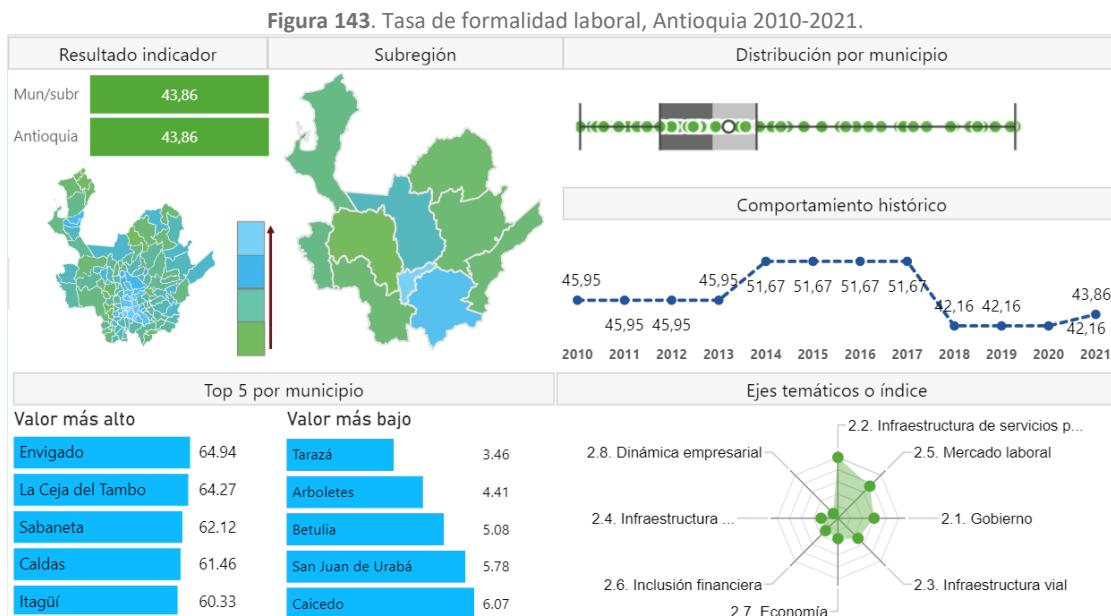 Figura 143. Tasa de formalidad laboral, Antioquia 2010-2021.
Resultado indicador
Subregión
Distribución por municipio
Mun/subr 43,86
Antioquia 43,86
Comportamiento histórico
45,95 45,95 45,95 45,95 51,67 51,67 51,67 51,67 42,16 42,16 42,16 43,86
2010 2011 2012 2013 2014 2015 2016 2017 2018 2019 2020 2021
Top 5 por municipio
Valor más alto
Envigado 64.94
La Ceja del Tambo 64.27
Sabaneta 62.12
Caldas 61.46
Itagüí 60.33
Valor más bajo
Tarazá 3.46
Arboletes 4.41
Betulia 5.08
San Juan de Urabá 5.78
Caicedo 6.07
Ejes temáticos o índice
2.2. Infraestructura de servicios p...
2.8. Dinámica empresarial
2.5. Mercado laboral
2.4. Infraestructura ...
2.1. Gobierno
2.6. Inclusión financiera
2.3. Infraestructura vial
2.7. Economía